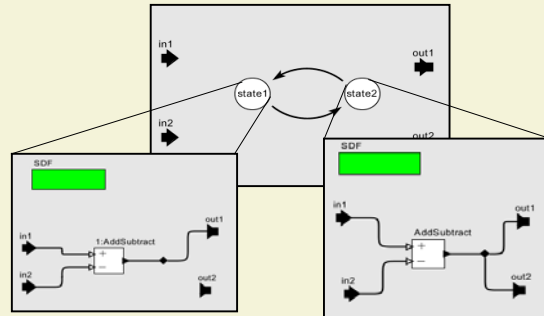 in1
out1
state1
state2
in2
out2
SDF
in1
out1
1:AddSubtract
+
−
in2
out2
SDF
in1
out1
AddSubtract
+
−
in2
out2